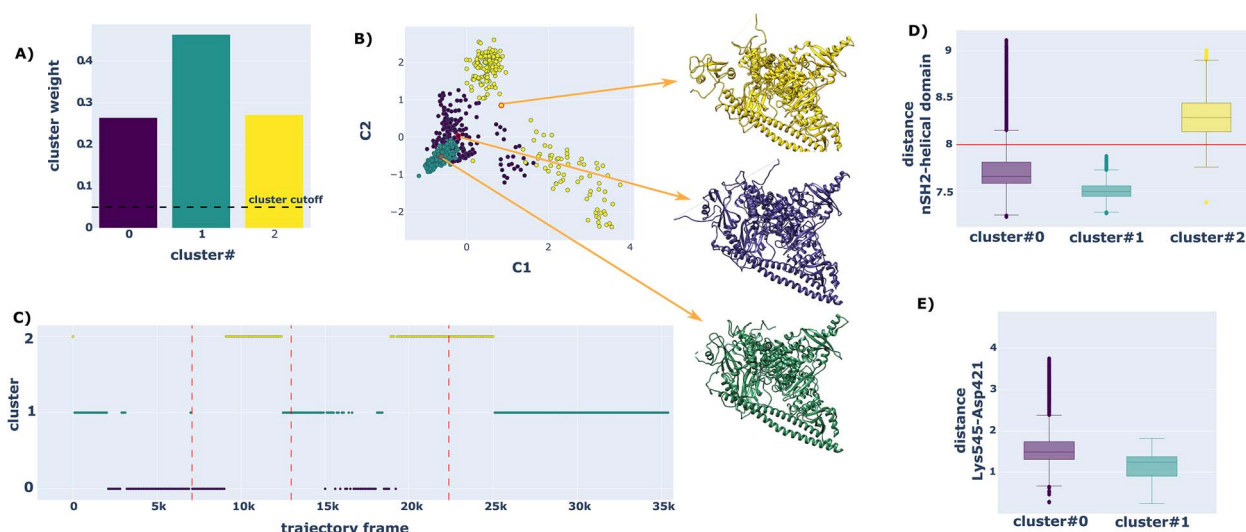 A)
cluster weight
0.4
0.3
0.2
0.1
0
cluster cutoff
0
1
2
cluster#
B)
C2
2
1
0
−1
−2
0
2
4
C1
C)
cluster
2
1
0
0
5k
10k
15k
20k
25k
30k
35k
trajectory frame
D)
distance
nSH2-helical domain
9
8.5
8
7.5
cluster#0
cluster#1
cluster#2
E)
distance
Lys545-Asp421
4
3
2
1
cluster#0
cluster#1